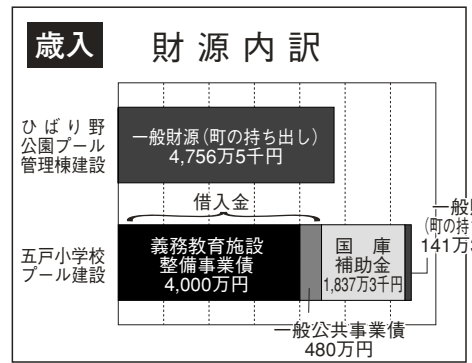 歳入 財源内訳
ひばり野
公園プール
管理棟建設
一般財源(町の持ち出し)
4,756万5千円
借入金
五戸小学校
プール建設
義務教育施設
整備事業債
4,000万円
国庫
補助金
1,837万3千円
一般公共事業債
480万円